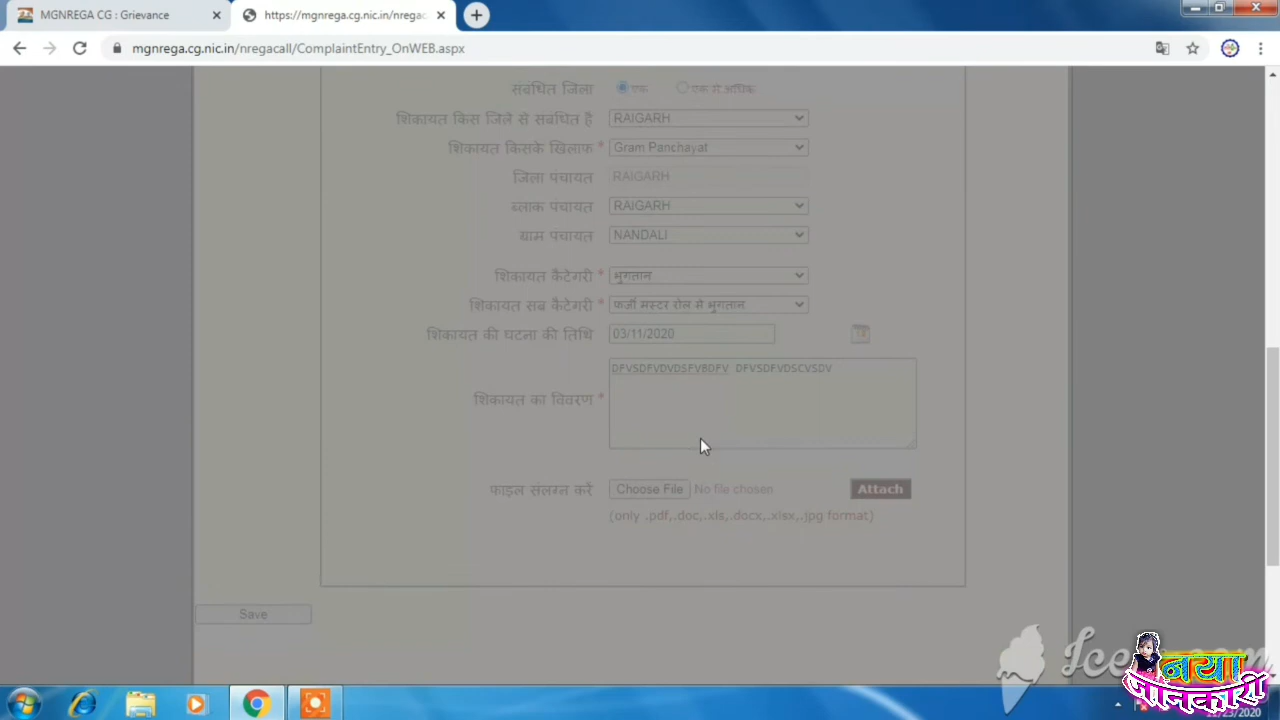 MGNREGA CG : Grievance
https://mgnrega.cg.nic.in/nregac
mgnrega.cg.nic.in/nregacall/ComplaintEntry_OnWEB.aspx
संबंधित जिला एक एक से अधिक
शिकायत किस जिले से संबंधित है RAIGARH
शिकायत किसके खिलाफ * Gram Panchayat
जिला पंचायत RAIGARH
ब्लाक पंचायत RAIGARH
ग्राम पंचायत NANDALI
शिकायत कैटेगरी * भुगतान
शिकायत सब कैटेगरी * फर्जी मस्टर रोल से भुगतान
शिकायत की घटना की तिथि 03/11/2020
DFVSDFVDVDSFVBDFV DFVSDFVDSCVSDV
शिकायत का विवरण *
फाइल संलग्न करें Choose File No file chosen Attach
(only .pdf,.doc,.xls,.docx,.xlsx,.jpg format)
Save
नया
जानकारी
11/23/2020